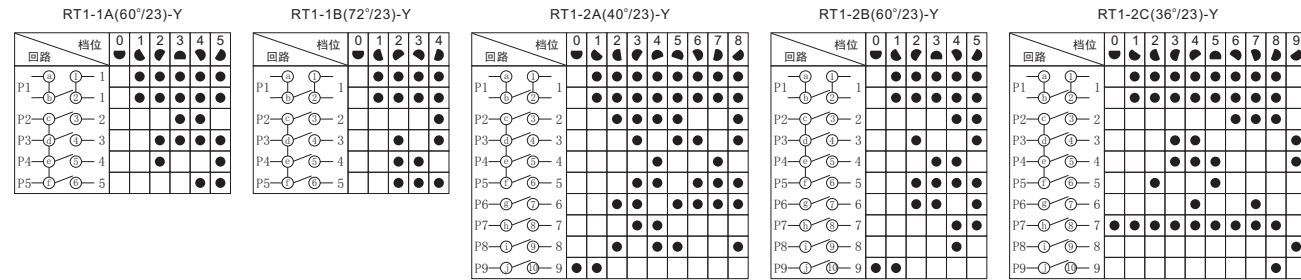 RT1-1A(60°/23)-Y
档位 0 1 2 3 4 5
回路
P1 a 1 1
b 2 1
P2 c 3 2
P3 d 4 3
P4 e 5 4
P5 f 6 5
RT1-1B(72°/23)-Y
档位 0 1 2 3 4
回路
P1 a 1 1
b 2 1
P2 c 3 2
P3 d 4 3
P4 e 5 4
P5 f 6 5
RT1-2A(40°/23)-Y
档位 0 1 2 3 4 5 6 7 8
回路
P1 a 1 1
b 2 1
P2 c 3 2
P3 d 4 3
P4 e 5 4
P5 f 6 5
P6 g 7 6
P7 h 8 7
P8 i 9 8
P9 j 10 9
RT1-2B(60°/23)-Y
档位 0 1 2 3 4 5
回路
P1 a 1 1
b 2 1
P2 c 3 2
P3 d 4 3
P4 e 5 4
P5 f 6 5
P6 g 7 6
P7 h 8 7
P8 i 9 8
P9 j 10 9
RT1-2C(36°/23)-Y
档位 0 1 2 3 4 5 6 7 8 9
回路
P1 a 1 1
b 2 1
P2 c 3 2
P3 d 4 3
P4 e 5 4
P5 f 6 5
P6 g 7 6
P7 h 8 7
P8 i 9 8
P9 j 10 9